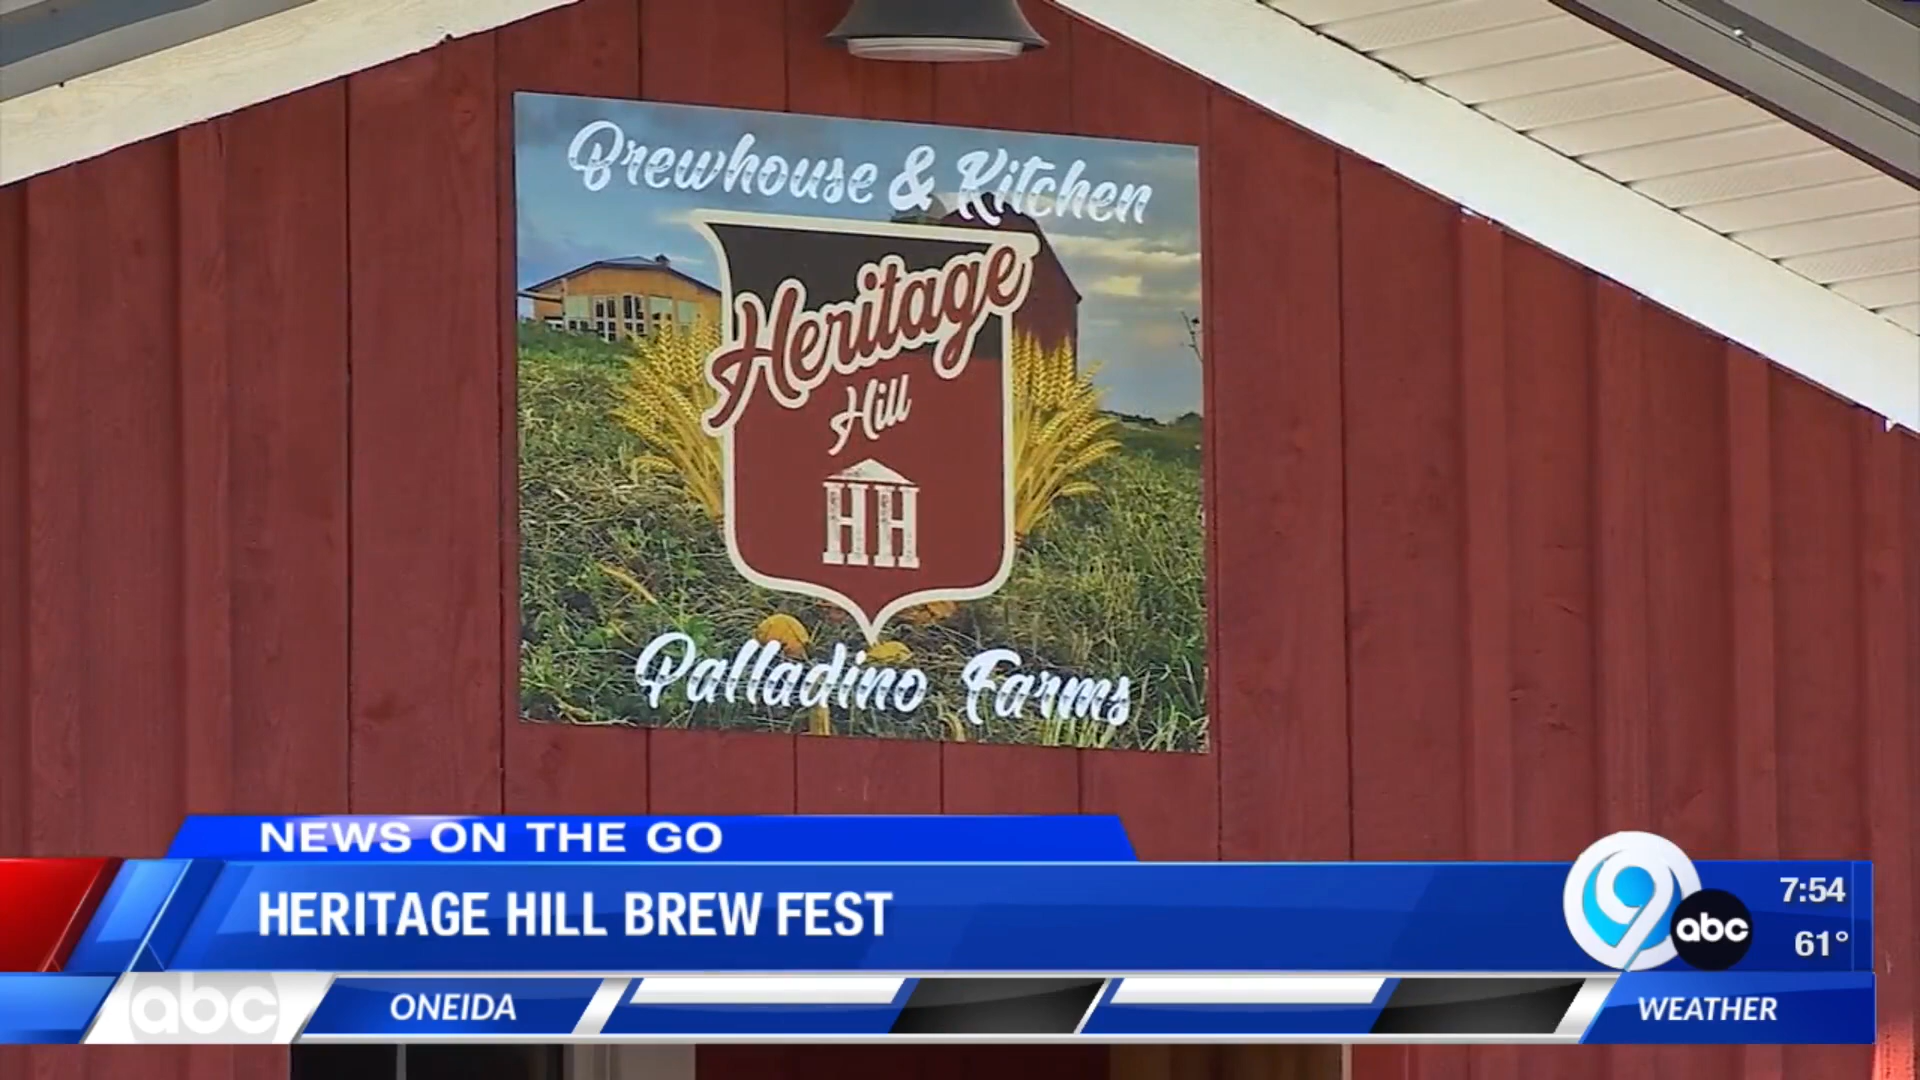 Brewhouse & Kitchen
Heritage
Hill
HH
Palladino Farms
NEWS ON THE GO
HERITAGE HILL BREW FEST
9
abc
7:54
61°
abc
ONEIDA
WEATHER